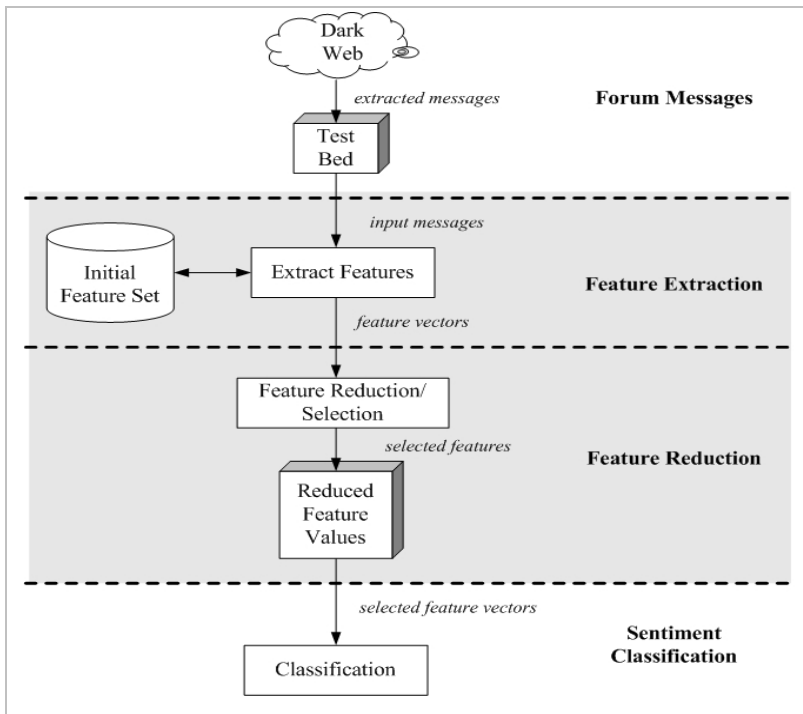 Dark
Web
extracted messages
Forum Messages
Test
Bed
input messages
Initial
Feature Set
Extract Features
Feature Extraction
feature vectors
Feature Reduction/
Selection
selected features
Feature Reduction
Reduced
Feature
Values
selected feature vectors
Sentiment
Classification
Classification